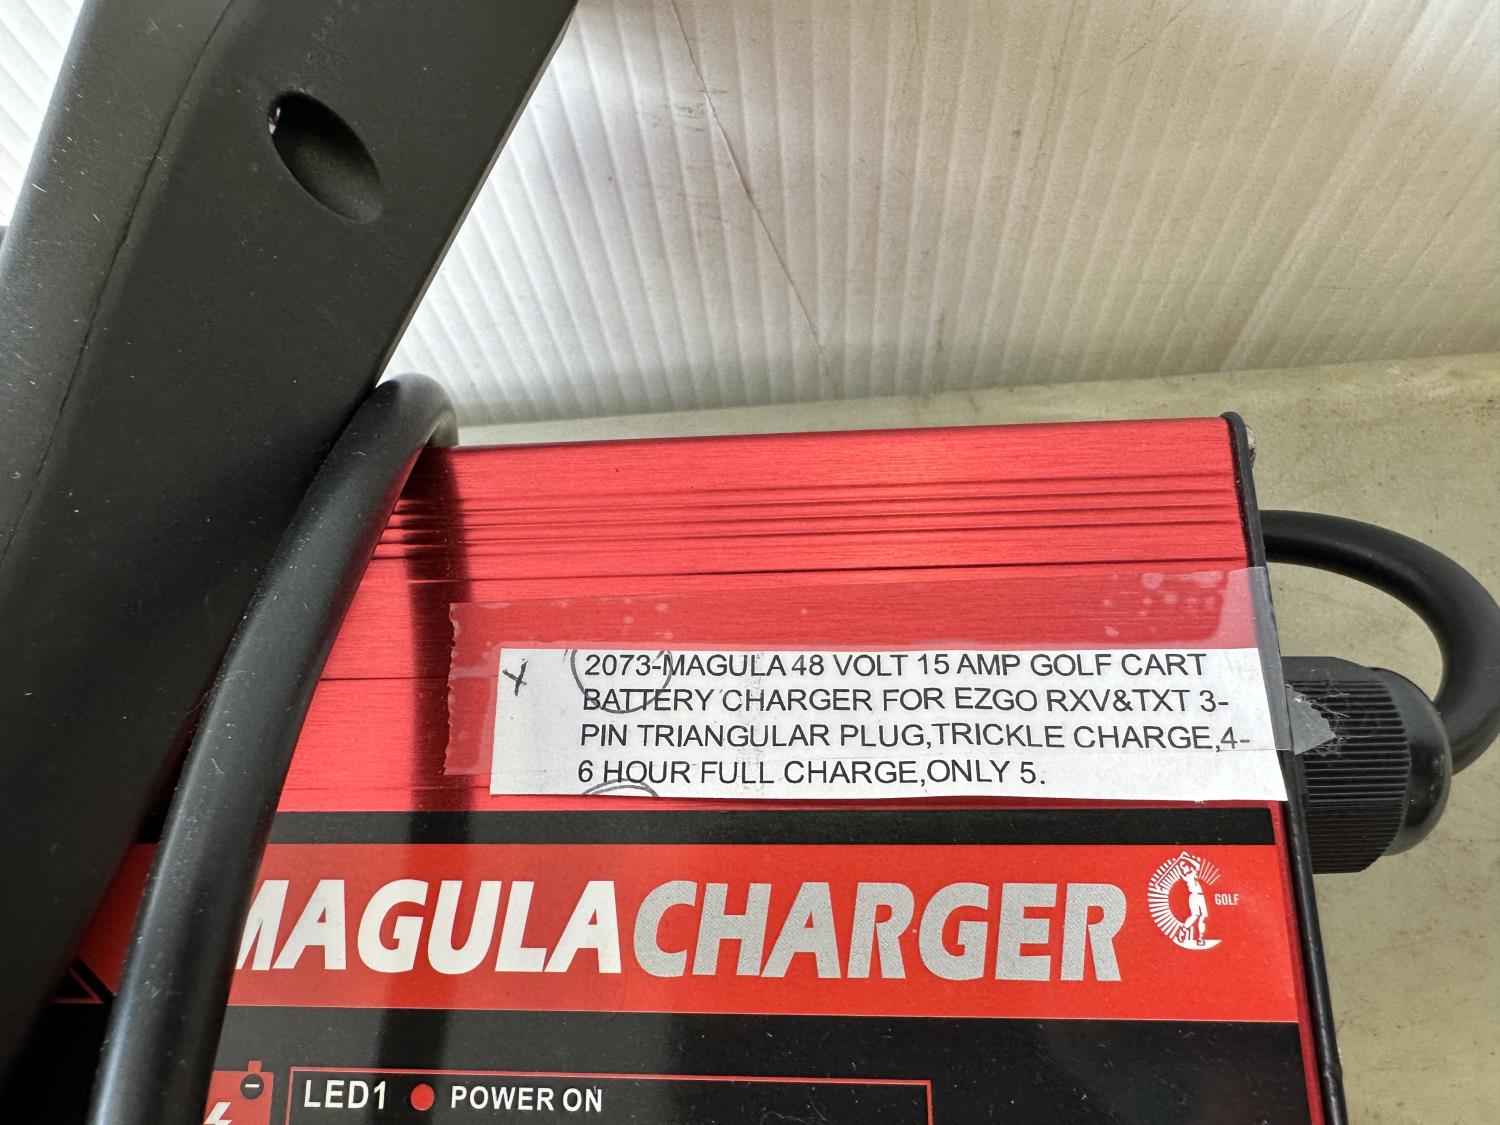 2073-MAGULA 48 VOLT 15 AMP GOLF CART
BATTERY CHARGER FOR EZGO RXV&TXT 3-
PIN TRIANGULAR PLUG,TRICKLE CHARGE,4-
6 HOUR FULL CHARGE,ONLY 5.
MAGULACHARGER
GOLF
LED1 POWER ON